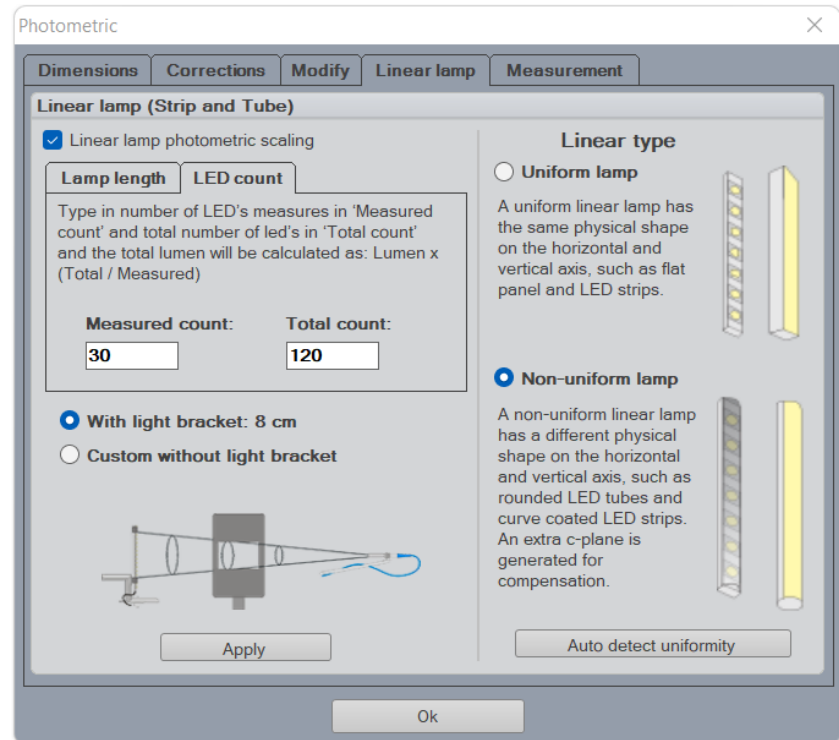 Photometric
Dimensions Corrections Modify Linear lamp Measurement
Linear lamp (Strip and Tube)
Linear lamp photometric scaling
Lamp length LED count
Type in number of LED's measures in 'Measured
count' and total number of led's in 'Total count'
and the total lumen will be calculated as: Lumen x
(Total / Measured)
Measured count: Total count:
30 120
With light bracket: 8 cm
Custom without light bracket
Apply
Linear type
Uniform lamp
A uniform linear lamp has
the same physical shape
on the horizontal and
vertical axis, such as flat
panel and LED strips.
Non-uniform lamp
A non-uniform linear lamp
has a different physical
shape on the horizontal
and vertical axis, such as
rounded LED tubes and
curve coated LED strips.
An extra c-plane is
generated for
compensation.
Auto detect uniformity
Ok